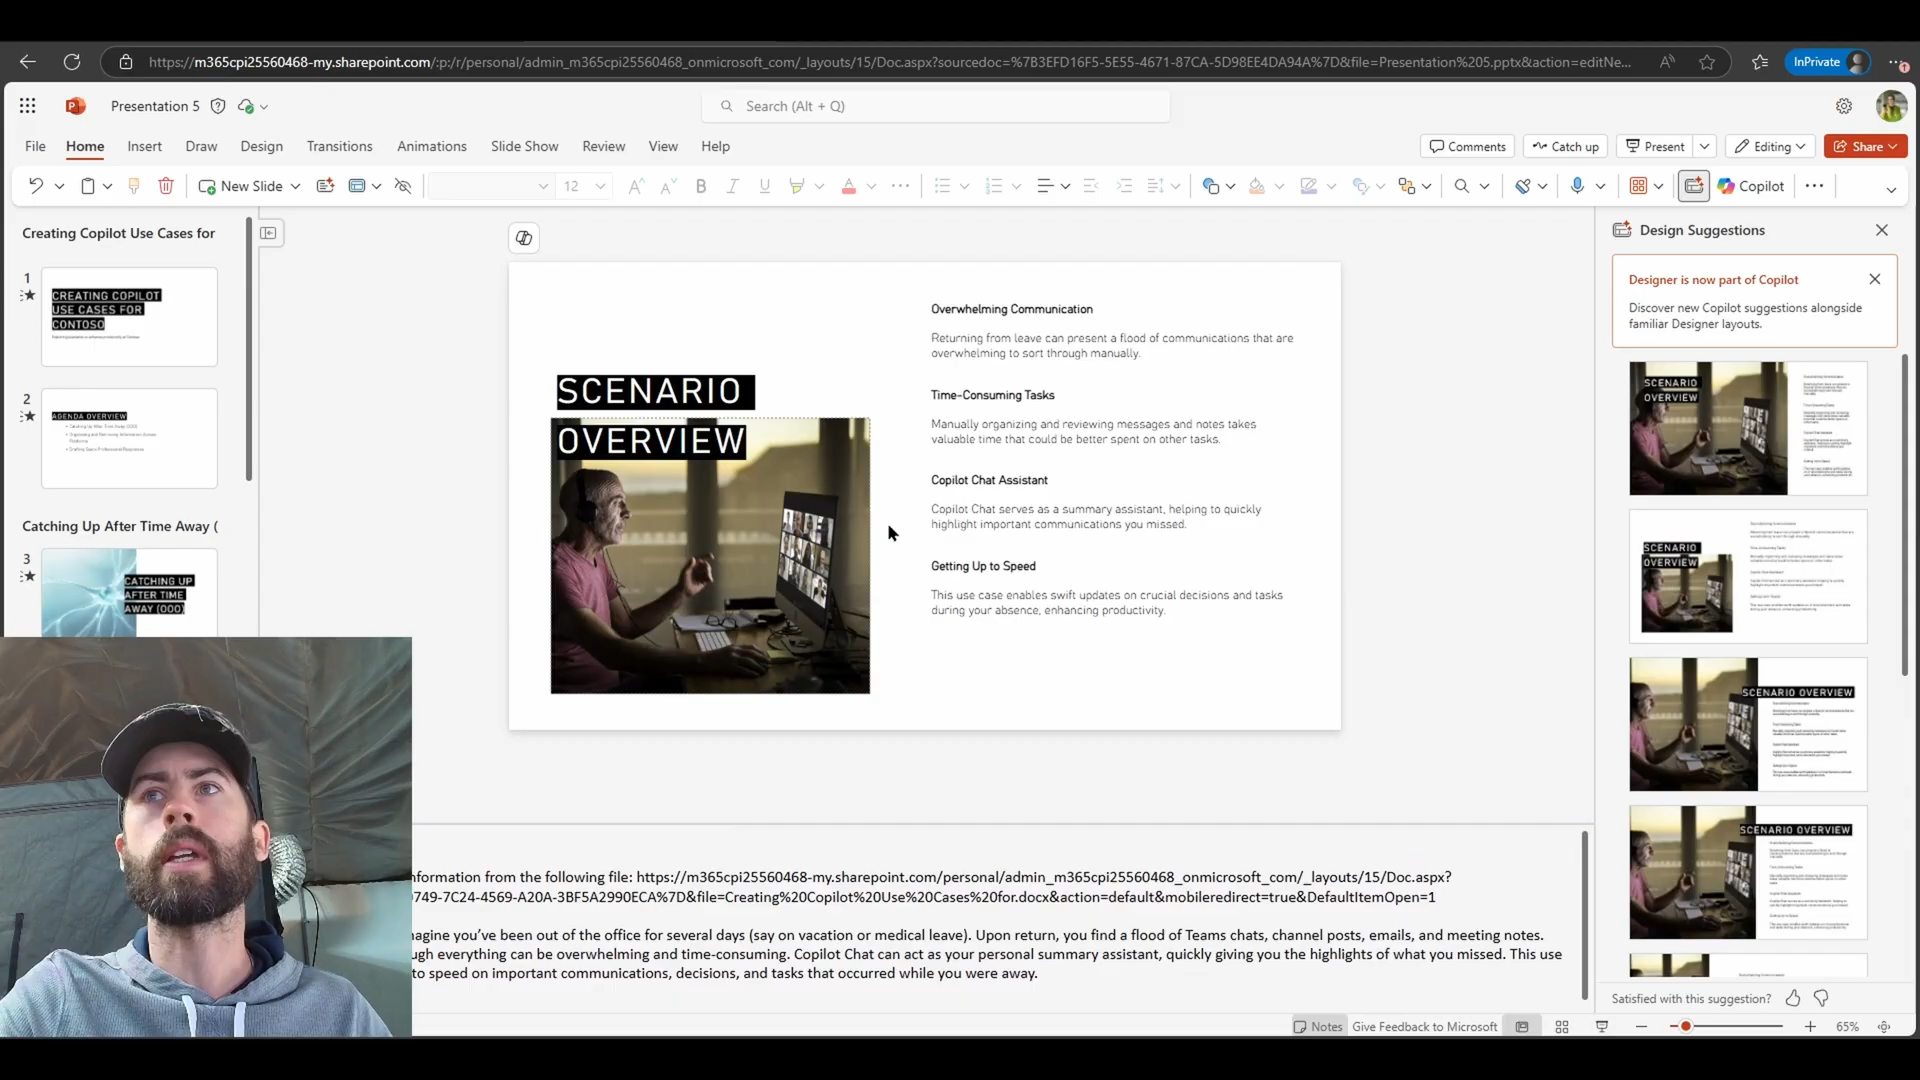 https://m365cpi25560468-my.sharepoint.com/:p:/r/personal/admin_m365cpi25560468_onmicrosoft_com/_layouts/15/Doc.aspx?sourcedoc=%7B3EFD16F5-5E55-4671-87CA-5D98EE4DA94A%7D&file=Presentation%205.pptx&action=editNe...
InPrivate
Presentation 5
Search (Alt + Q)
File Home Insert Draw Design Transitions Animations Slide Show Review View Help
Comments Catch up Present Editing Share
New Slide 12 Copilot
Creating Copilot Use Cases for
1
CREATING COPILOT
USE CASES FOR
CONTOSO
2
AGENDA OVERVIEW
Catching Up After Time Away (OOO)
Catching Up After Time Away (
3
CATCHING UP
AFTER TIME
AWAY (OOO)
SCENARIO
OVERVIEW
Overwhelming Communication
Returning from leave can present a flood of communications that are
overwhelming to sort through manually.
Time-Consuming Tasks
Manually organizing and reviewing messages and notes takes
valuable time that could be better spent on other tasks.
Copilot Chat Assistant
Copilot Chat serves as a summary assistant, helping to quickly
highlight important communications you missed.
Getting Up to Speed
This use case enables swift updates on crucial decisions and tasks
during your absence, enhancing productivity.
Design Suggestions
Designer is now part of Copilot
Discover new Copilot suggestions alongside
familiar Designer layouts.
SCENARIO
OVERVIEW
SCENARIO
OVERVIEW
SCENARIO OVERVIEW
SCENARIO OVERVIEW
Satisfied with this suggestion?
nformation from the following file: https://m365cpi25560468-my.sharepoint.com/personal/admin_m365cpi25560468_onmicrosoft_com/_layouts/15/Doc.aspx?
749-7C24-4569-A20A-3BF5A2990ECA%7D&file=Creating%20Copilot%20Use%20Cases%20for.docx&action=default&mobileredirect=true&DefaultItemOpen=1
agine you've been out of the office for several days (say on vacation or medical leave). Upon return, you find a flood of Teams chats, channel posts, emails, and meeting notes.
ugh everything can be overwhelming and time-consuming. Copilot Chat can act as your personal summary assistant, quickly giving you the highlights of what you missed. This use
to speed on important communications, decisions, and tasks that occurred while you were away.
Notes Give Feedback to Microsoft 65%